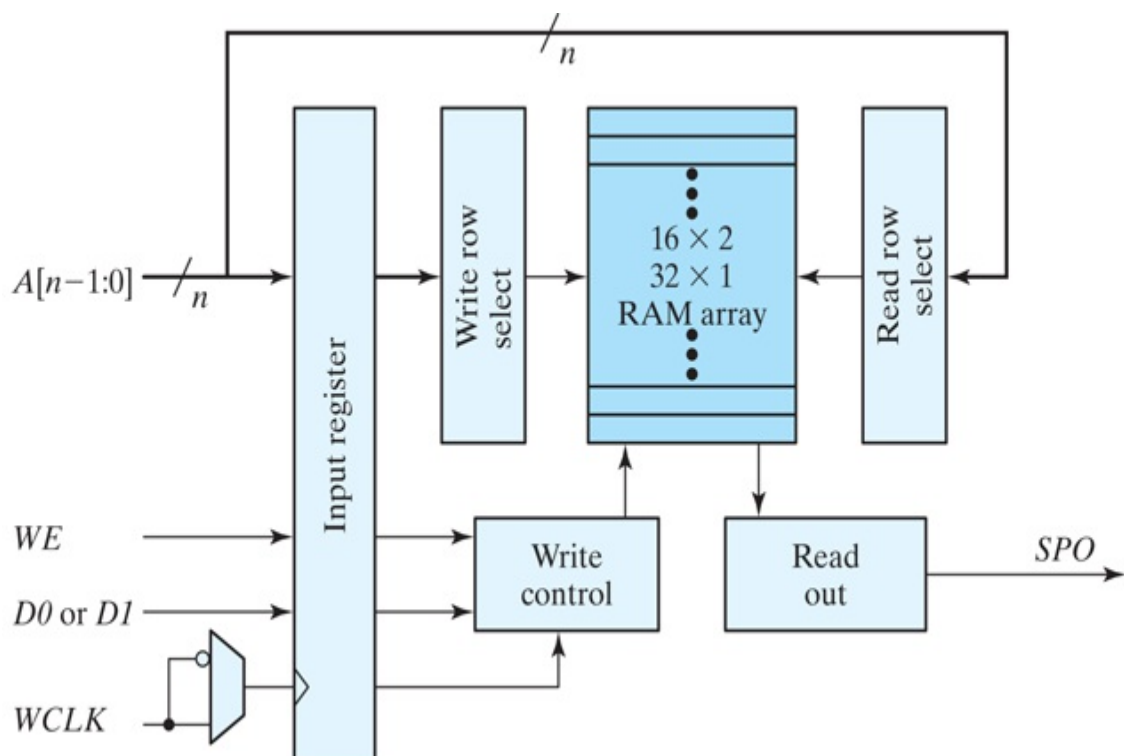 n
A[n−1:0]
n
Input register
Write row
select
16 × 2
32 × 1
RAM array
Read row
select
WE
D0 or D1
WCLK
Write
control
Read
out
SPO